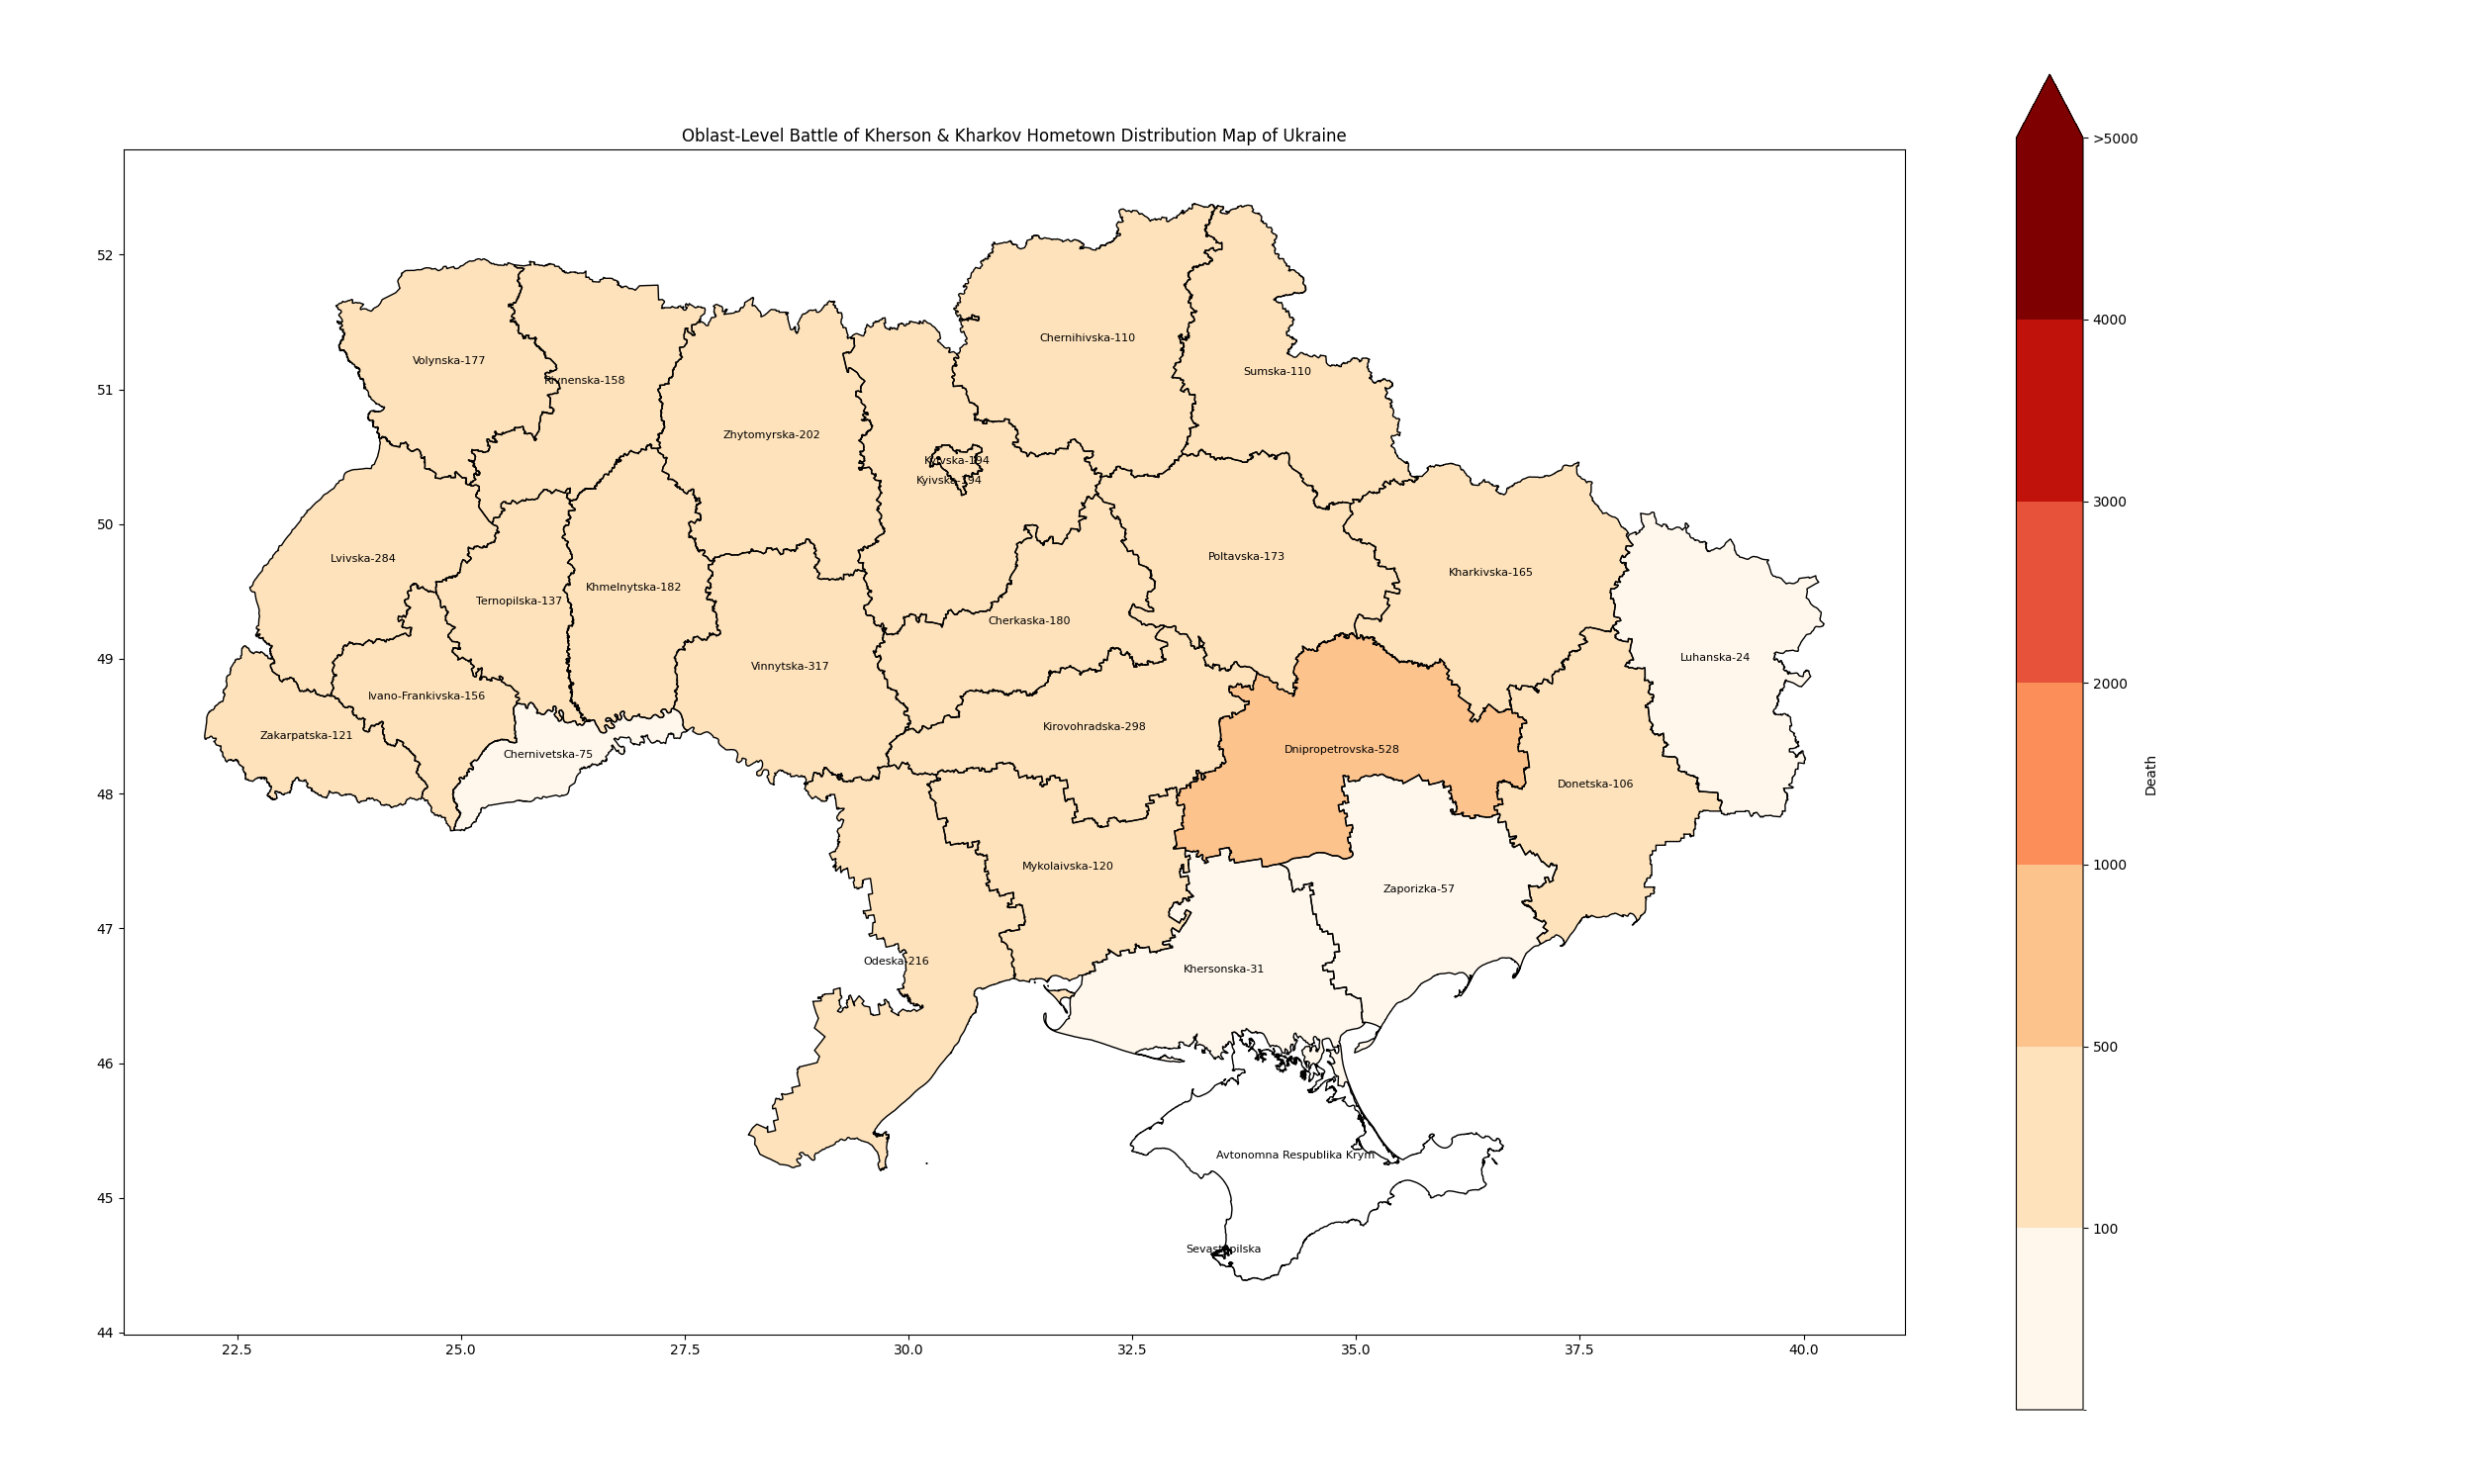 Oblast-Level Battle of Kherson & Kharkov Hometown Distribution Map of Ukraine
>5000
52
Chernihivska-110
4000
Volynska-177
Sumska-110
Rivnenska-158
51
Zhytomyrska-202
Kyivska-194
Kyivska-194
3000
50
Lvivska-284
Poltavska-173
Kharkivska-165
Khmelnytska-182
Ternopilska-137
Cherkaska-180
49
Luhanska-24
Vinnytska-317
2000
Ivano-Frankivska-156
Kirovohradska-298
Zakarpatska-121
Chernivetska-75
Dnipropetrovska-528
Donetska-106
Death
48
Mykolaivska-120
1000
Zaporizka-57
47
Odeska-216
Khersonska-31
500
46
Avtonomna Respublika Krym
45
100
Sevastopilska
44
22.5 25.0 27.5 30.0 32.5 35.0 37.5 40.0